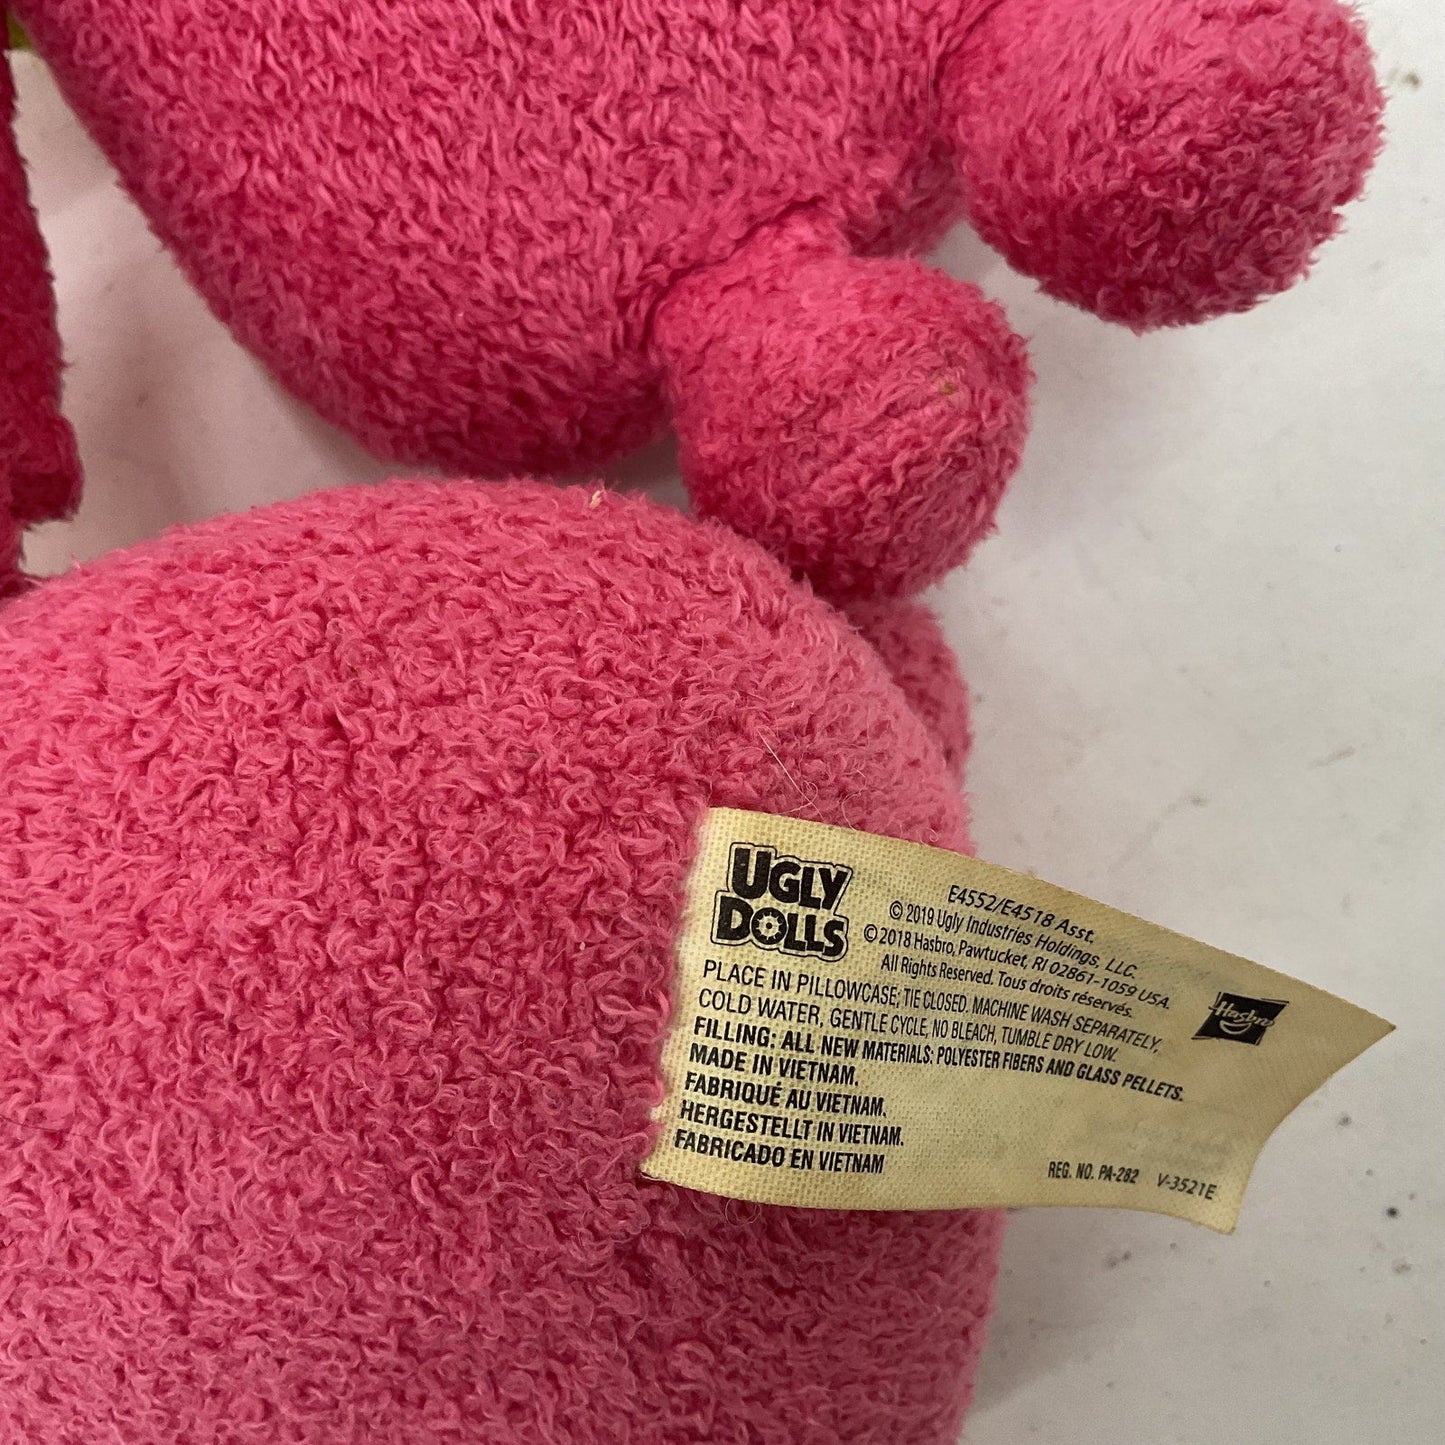 UGLY
DOLLS
E4552/E4518 Asst.
© 2019 Ugly Industries Holdings, LLC.
© 2018 Hasbro, Pawtucket, RI 02861-1059 USA.
All Rights Reserved. Tous droits réservés.
Hasbro
PLACE IN PILLOWCASE; TIE CLOSED. MACHINE WASH SEPARATELY,
COLD WATER, GENTLE CYCLE, NO BLEACH, TUMBLE DRY LOW.
FILLING: ALL NEW MATERIALS: POLYESTER FIBERS AND GLASS PELLETS.
MADE IN VIETNAM.
FABRIQUÉ AU VIETNAM.
HERGESTELLT IN VIETNAM.
FABRICADO EN VIETNAM
REG. NO. PA-282 V-3521E